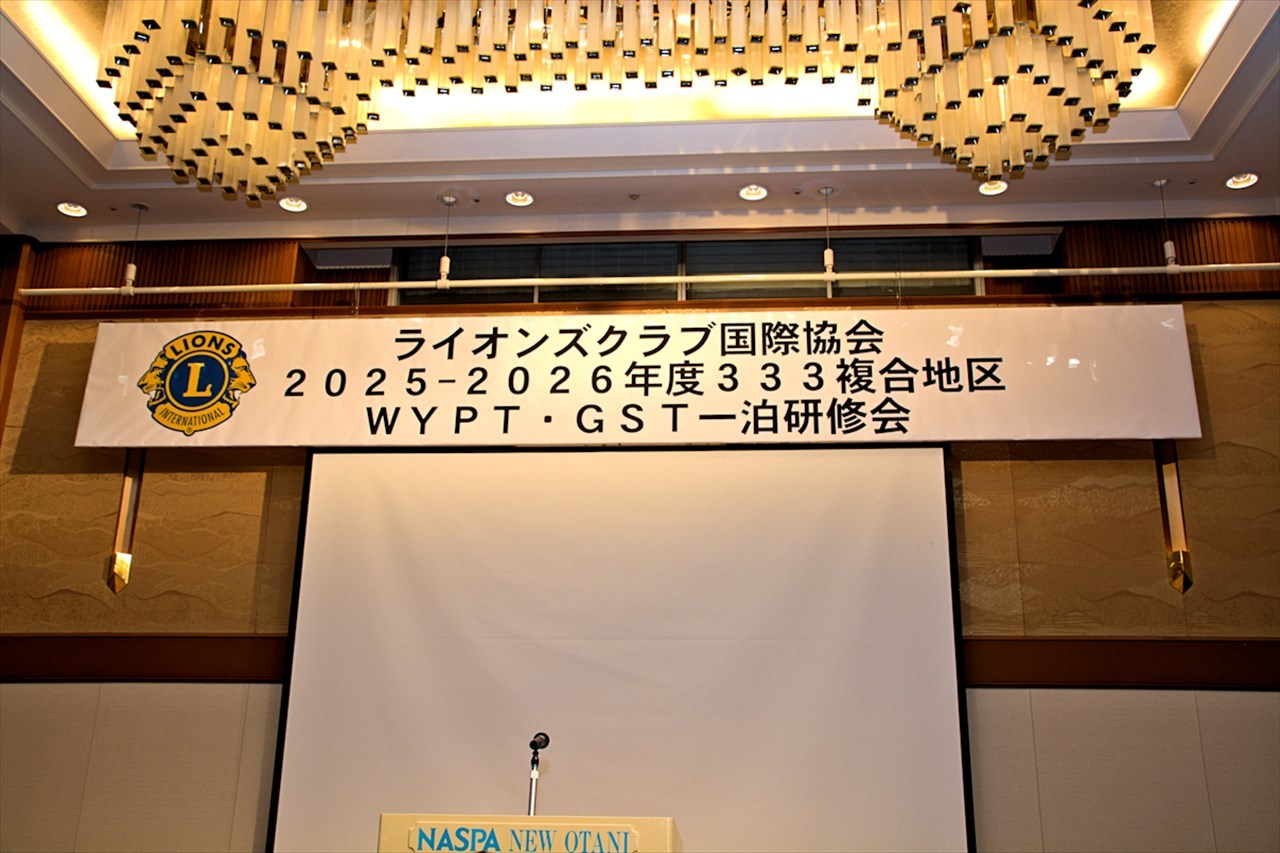 ライオンズクラブ国際協会
２０２５－２０２６年度３３３複合地区
ＷＹＰＴ・ＧＳＴ一泊研修会
LIONS
L
INTERNATIONAL
®
NASPA NEW OTANI